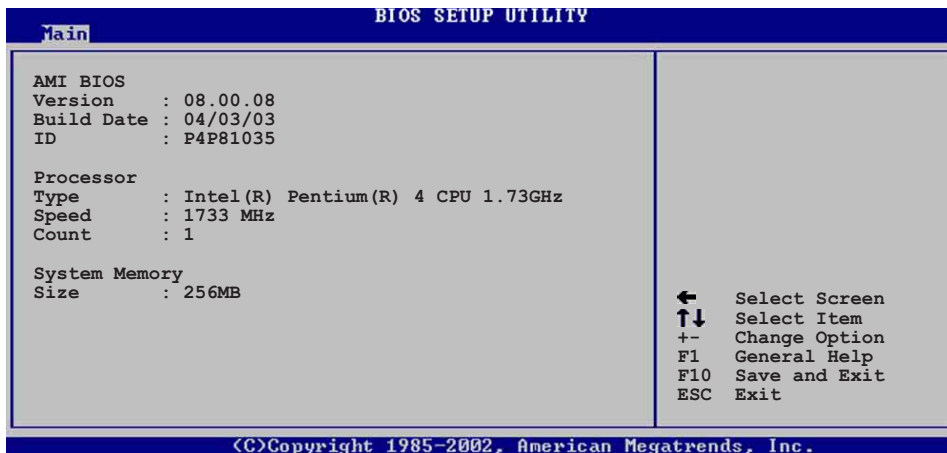 BIOS SETUP UTILITY
Main
AMI BIOS
Version : 08.00.08
Build Date : 04/03/03
ID : P4P81035
Processor
Type : Intel(R) Pentium(R) 4 CPU 1.73GHz
Speed : 1733 MHz
Count : 1
System Memory
Size : 256MB
← Select Screen
↑↓ Select Item
+- Change Option
F1 General Help
F10 Save and Exit
ESC Exit
(C)Copyright 1985-2002, American Megatrends, Inc.